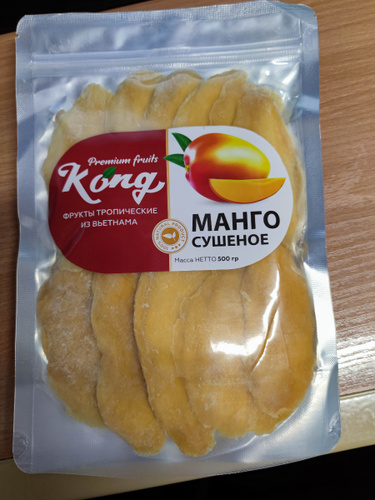 Premium fruits
Kong
ФРУКТЫ ТРОПИЧЕСКИЕ
ИЗ ВЬЕТНАМА
МАНГО
СУШЕНОЕ
Масса НЕТТО 500 гр